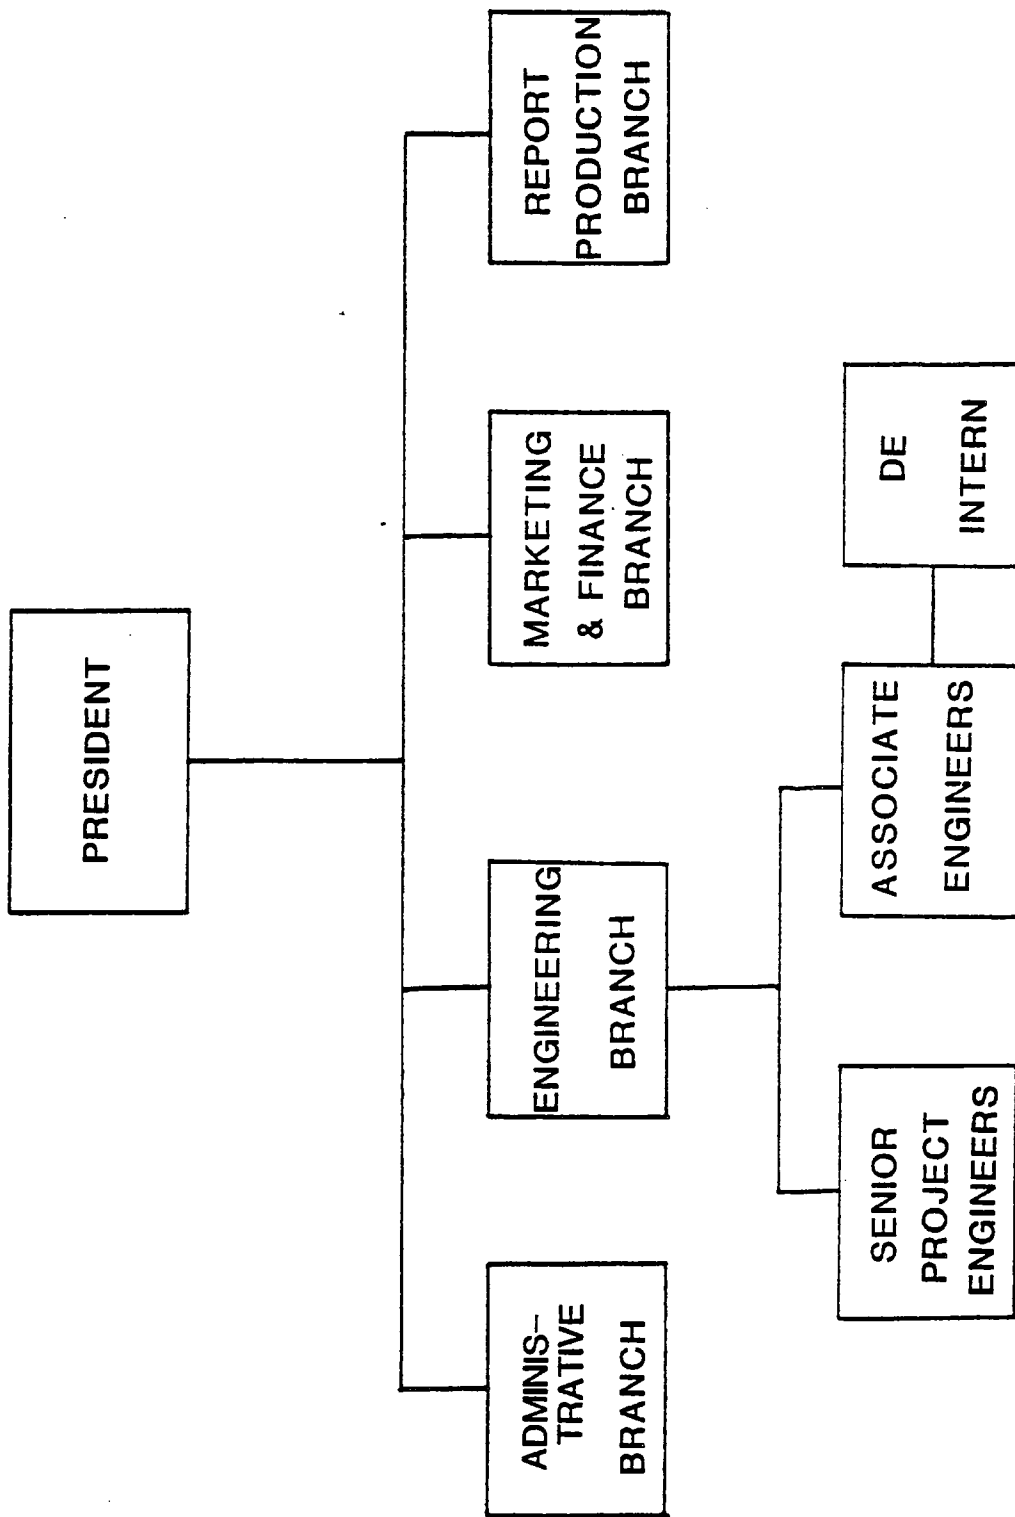 PRESIDENT
ADMINIS-
TRATIVE
BRANCH
ENGINEERING
BRANCH
MARKETING
& FINANCE
BRANCH
REPORT
PRODUCTION
BRANCH
SENIOR
PROJECT
ENGINEERS
ASSOCIATE
ENGINEERS
DE
INTERN